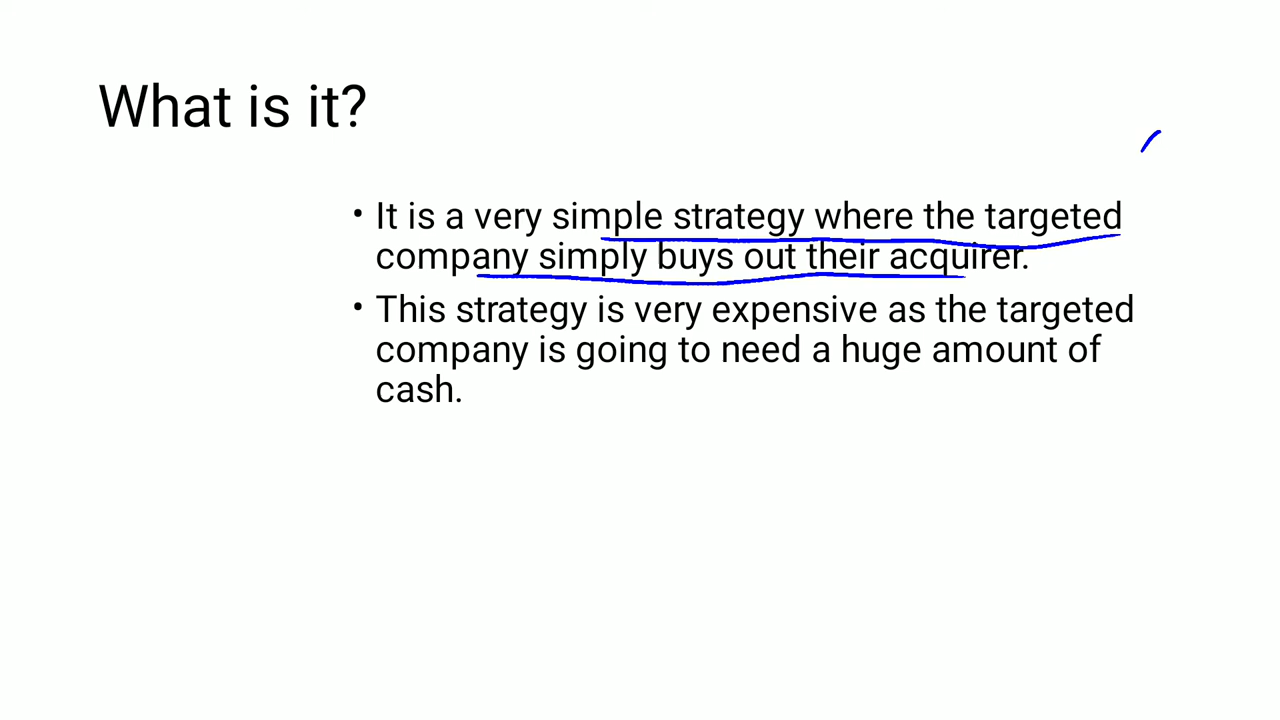 What is it?
• It is a very simple strategy where the targeted
company simply buys out their acquirer.
• This strategy is very expensive as the targeted
company is going to need a huge amount of
cash.